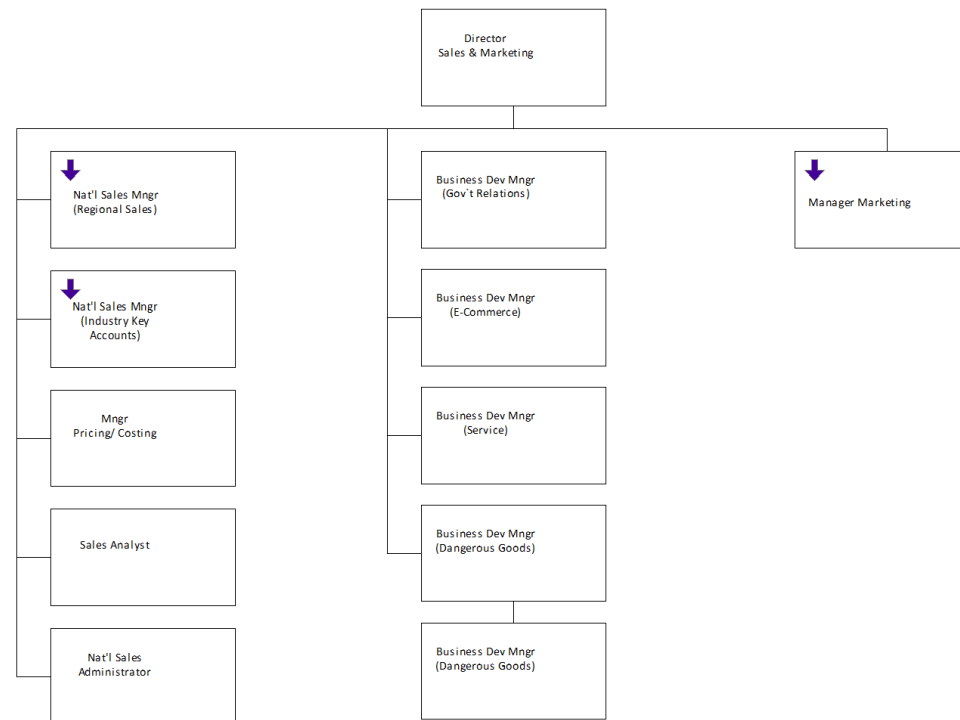 Director
Sales & Marketing
Nat'l Sales Mngr
(Regional Sales)
Nat'l Sales Mngr
(Industry Key
Accounts)
Mngr
Pricing/ Costing
Sales Analyst
Nat'l Sales
Administrator
Business Dev Mngr
(Gov`t Relations)
Business Dev Mngr
(E-Commerce)
Business Dev Mngr
(Service)
Business Dev Mngr
(Dangerous Goods)
Business Dev Mngr
(Dangerous Goods)
Manager Marketing